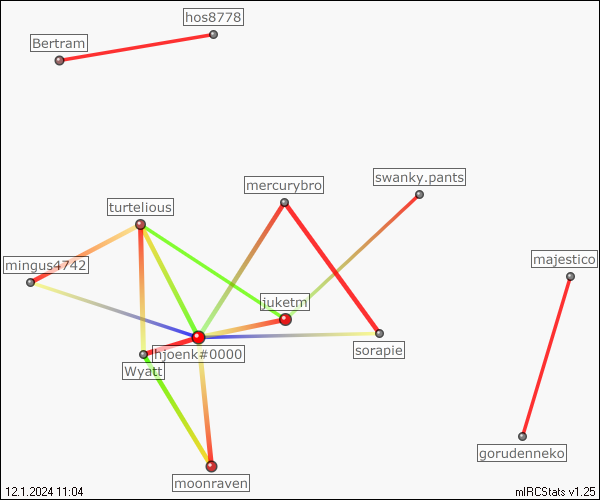 hos8778
Bertram
swanky.pants
mercurybro
turtelious
majestico
mingus4742
juketm
hjoenk#0000
sorapie
Wyatt
gorudenneko
moonraven
12.1.2024 11:04
mIRCStats v1.25